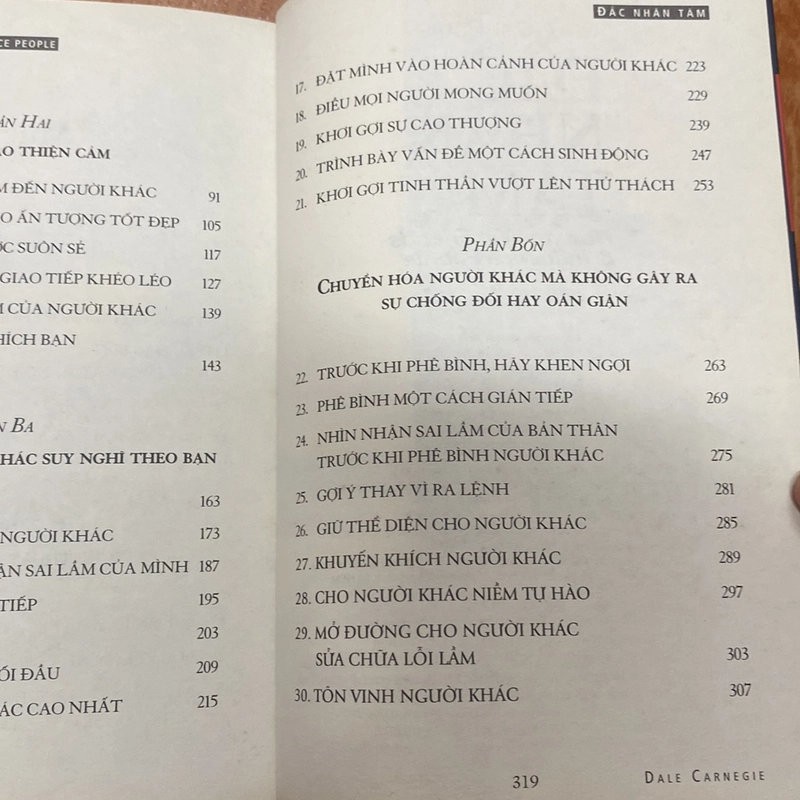 CE PEOPLE
ẦN HAI
ẠO THIỆN CẢM
M ĐẾN NGƯỜI KHÁC 91
O ẤN TƯỢNG TỐT ĐẸP 105
ỚC SUÔN SẺ 117
GIAO TIẾP KHÉO LÉO 127
M CỦA NGƯỜI KHÁC 139
HÍCH BẠN
143
N BA
HÁC SUY NGHĨ THEO BẠN
163
NGƯỜI KHÁC 173
ẬN SAI LẦM CỦA MÌNH 187
TIẾP 195
203
ỐI ĐẦU 209
ÁC CAO NHẤT 215
ĐẮC NHÂN TÂM
17. ĐẶT MÌNH VÀO HOÀN CẢNH CỦA NGƯỜI KHÁC 223
18. ĐIỀU MỌI NGƯỜI MONG MUỐN 229
19. KHƠI GỢI SỰ CAO THƯỢNG 239
20. TRÌNH BÀY VẤN ĐỀ MỘT CÁCH SINH ĐỘNG 247
21. KHƠI GỢI TINH THẦN VƯỢT LÊN THỬ THÁCH 253
PHẦN BỐN
CHUYỂN HÓA NGƯỜI KHÁC MÀ KHÔNG GÂY RA
SỰ CHỐNG ĐỐI HAY OÁN GIẬN
22. TRƯỚC KHI PHÊ BÌNH, HÃY KHEN NGỢI 263
23. PHÊ BÌNH MỘT CÁCH GIÁN TIẾP 269
24. NHÌN NHẬN SAI LẦM CỦA BẢN THÂN
TRƯỚC KHI PHÊ BÌNH NGƯỜI KHÁC 275
25. GỢI Ý THAY VÌ RA LỆNH 281
26. GIỮ THỂ DIỆN CHO NGƯỜI KHÁC 285
27. KHUYẾN KHÍCH NGƯỜI KHÁC 289
28. CHO NGƯỜI KHÁC NIỀM TỰ HÀO 297
29. MỞ ĐƯỜNG CHO NGƯỜI KHÁC
SỬA CHỮA LỖI LẦM 303
30. TÔN VINH NGƯỜI KHÁC 307
319 DALE CARNEGIE